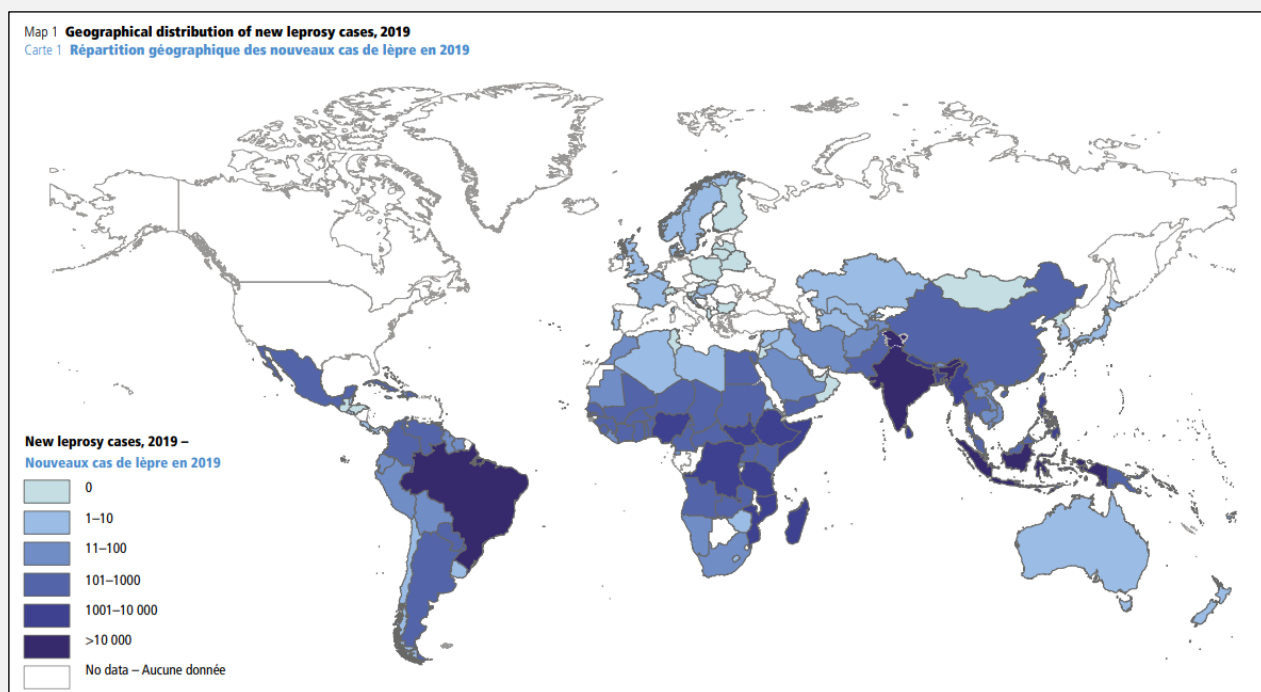 Map 1 Geographical distribution of new leprosy cases, 2019
Carte 1 Répartition géographique des nouveaux cas de lèpre en 2019
New leprosy cases, 2019 –
Nouveaux cas de lèpre en 2019
0
1–10
11–100
101–1000
1001–10 000
>10 000
No data – Aucune donnée